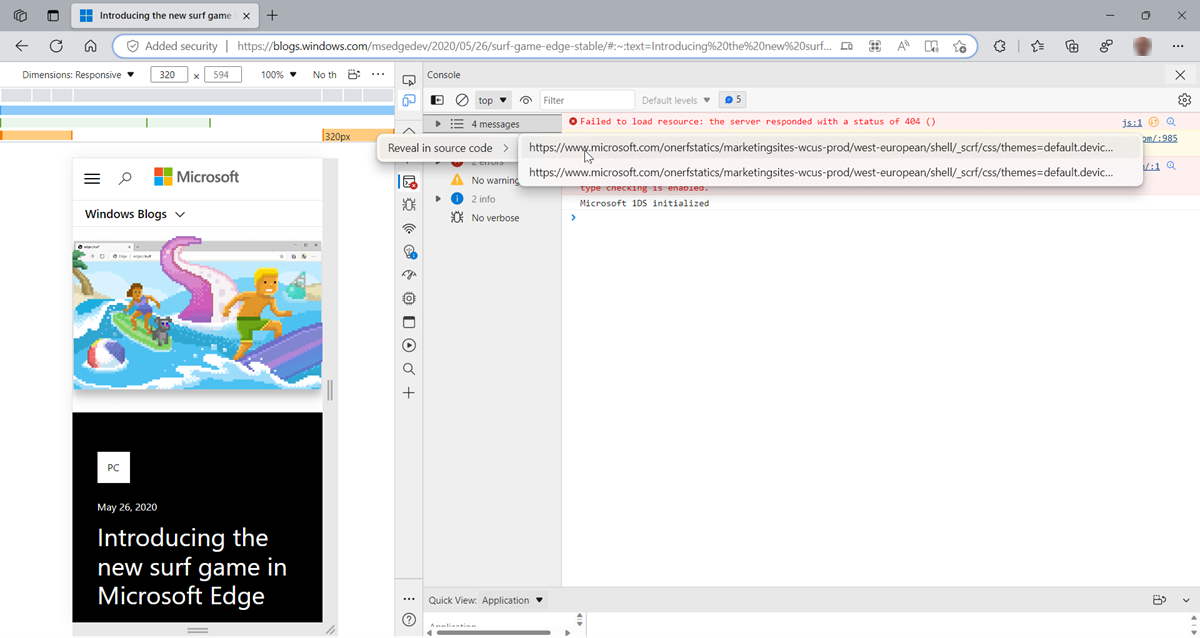 Introducing the new surf game
Added security
https://blogs.windows.com/msedgedev/2020/05/26/surf-game-edge-stable/#:~:text=Introducing%20the%20new%20surf...
Dimensions: Responsive ▼ 320 x 594 100% ▼ No th
320px
Console
top ▼ Filter Default levels ▼ 5
4 messages
Failed to load resource: the server responded with a status of 404 ()
js:1
om/:985
Reveal in source code >
https://www.microsoft.com/onerfstatics/marketingsites-wcus-prod/west-european/shell/_scrf/css/themes=default.devic...
https://www.microsoft.com/onerfstatics/marketingsites-wcus-prod/west-european/shell/_scrf/css/themes=default.devic...
2 errors
/:1
No warning
type checking is enabled.
2 info
Microsoft 1DS initialized
No verbose
Microsoft
Windows Blogs
PC
May 26, 2020
Introducing the
new surf game in
Microsoft Edge
Quick View: Application ▼
Application